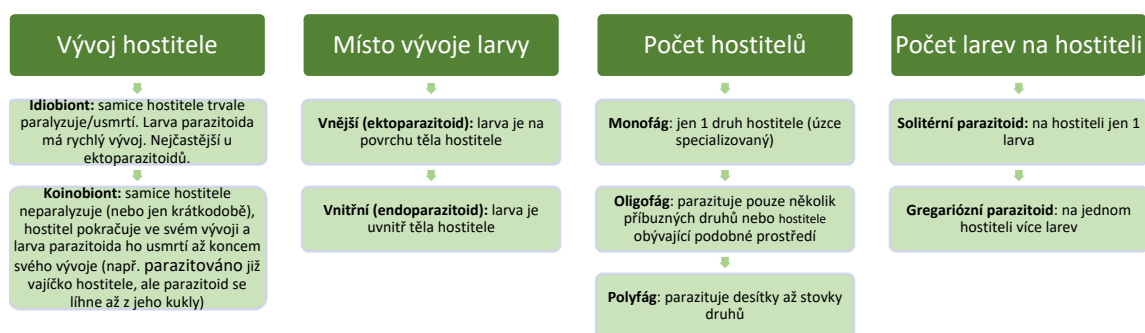 Vývoj hostitele
Idiobiont: samice hostitele trvale
paralyzuje/usmrtí. Larva parazitoida
má rychlý vývoj. Nejčastější u
ektoparazitoidů.
Koinobiont: samice hostitele
neparalyzuje (nebo jen krátkodobě),
hostitel pokračuje ve svém vývoji a
larva parazitoida ho usmrtí až koncem
svého vývoje (např. parazitováno již
vajíčko hostitele, ale parazitoid se
líhne až z jeho kukly)
Místo vývoje larvy
Vnější (ektoparazitoid): larva je na
povrchu těla hostitele
Vnitřní (endoparazitoid): larva je
uvnitř těla hostitele
Počet hostitelů
Monofág: jen 1 druh hostitele (úzce
specializovaný)
Oligofág: parazituje pouze několik
příbuzných druhů nebo hostitele
obývající podobné prostředí
Polyfág: parazituje desítky až stovky
druhů
Počet larev na hostiteli
Solitérní parazitoid: na hostiteli jen 1
larva
Gregariózní parazitoid: na jednom
hostiteli více larev